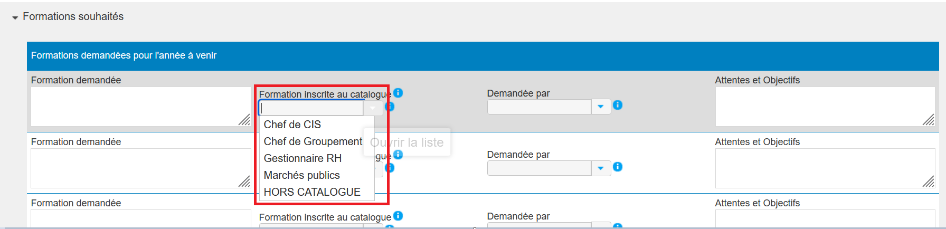 Formations souhaités
Formations demandées pour l'année à venir
Formation demandée
Formation inscrite au catalogue
Demandée par
Attentes et Objectifs
Chef de CIS
Chef de Groupement
Gestionnaire RH
Marchés publics
HORS CATALOGUE
Ouvrir la liste
Formation demandée
Demandée par
Attentes et Objectifs
Formation demandée
Formation inscrite au catalogue
Demandée par
Attentes et Objectifs